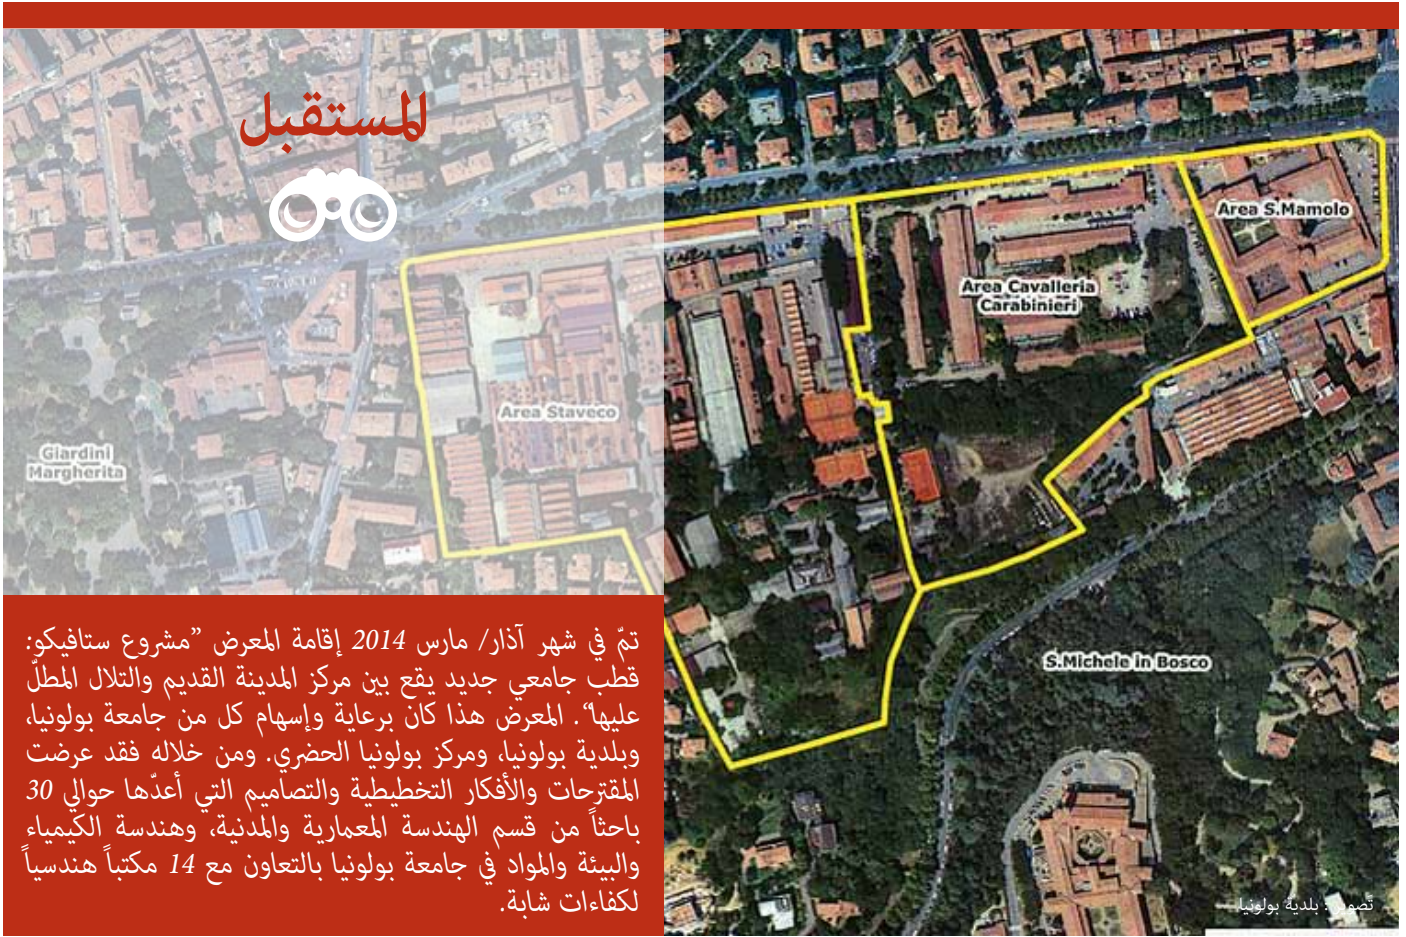 المستقبل
Area S.Mamolo
Area Cavalleria
Carabinieri
Area Staveco
Giardini
Margherita
S.Michele in Bosco
تمّ في شهر آذار/ مارس 2014 إقامة المعرض ”مشروع ستافيكو:
قطب جامعي جديد يقع بين مركز المدينة القديم والتلال المطلّ
عليها“. المعرض هذا كان برعاية وإسهام كل من جامعة بولونيا،
وبلدية بولونيا، ومركز بولونيا الحضري. ومن خلاله فقد عرضت
المقترحات والأفكار التخطيطية والتصاميم التي أعدّها حوالي 30
باحثاً من قسم الهندسة المعمارية والمدنية، وهندسة الكيمياء
والبيئة والمواد في جامعة بولونيا بالتعاون مع 14 مكتباً هندسياً
لكفاءات شابة.
تصوير: بلدية بولونيا.